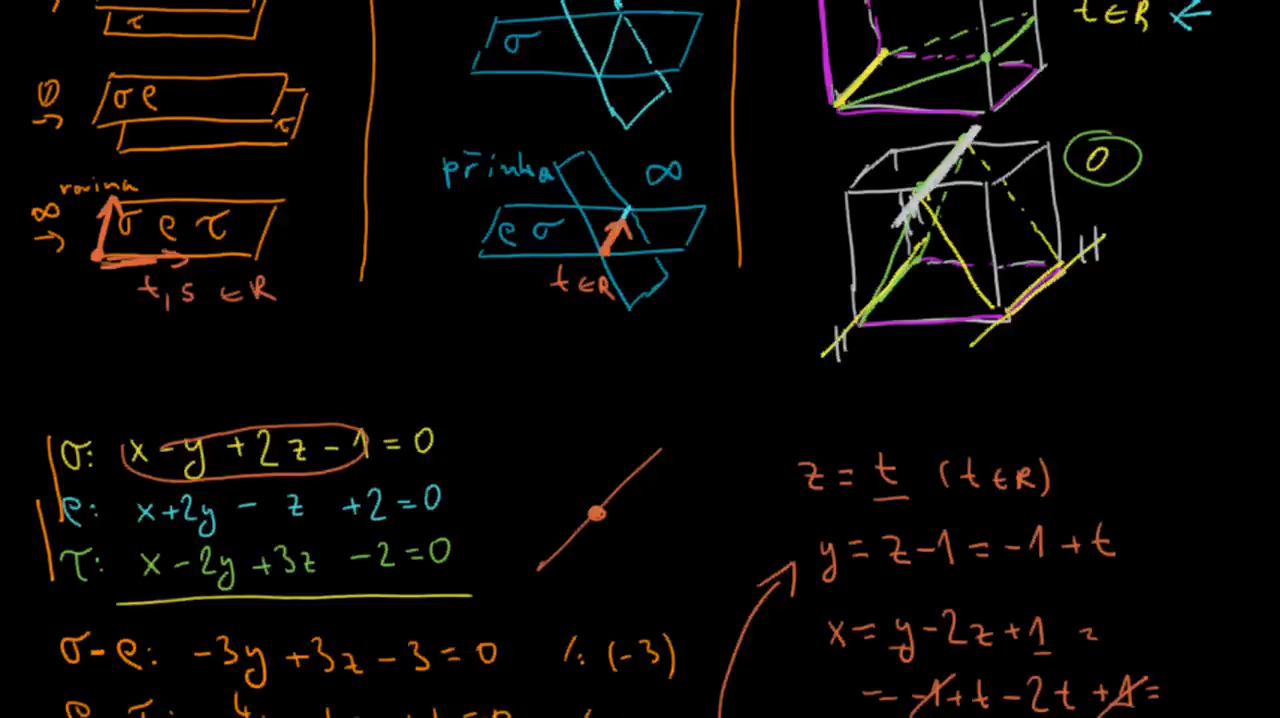 τ
t ∈ R
0
σ ρ
τ
σ
přímka
∞
0
rovina
∞
σ ρ τ
ρ σ
t, s ∈ R
t ∈ R
σ: x - y + 2z - 1 = 0
ρ: x + 2y - z + 2 = 0
τ: x - 2y + 3z - 2 = 0
σ - ρ: -3y + 3z - 3 = 0 /: (-3)
z = t (t ∈ R)
y = z - 1 = -1 + t
x = y - 2z + 1 =
= -1 + t - 2t + 1 =